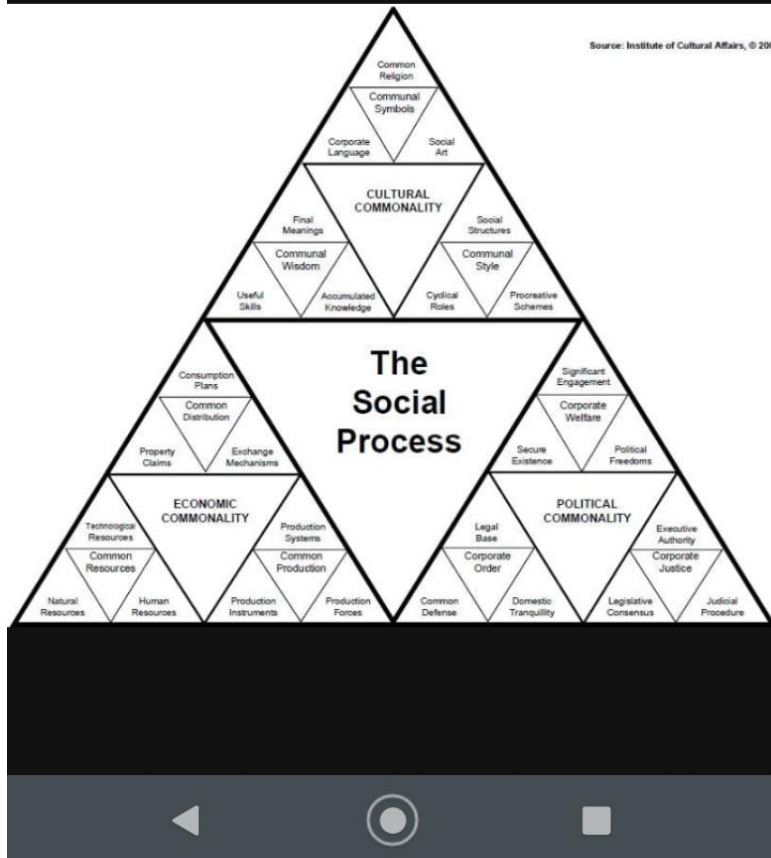 Source: Institute of Cultural Affairs, © 200
Common
Religion
Communal
Symbols
Corporate
Language
Social
Art
CULTURAL
COMMONALITY
Final
Meanings
Communal
Wisdom
Useful
Skills
Accumulated
Knowledge
Social
Structures
Communal
Style
Cyclical
Roles
Procreative
Schemes
The
Social
Process
Consumption
Plans
Common
Distribution
Property
Claims
Exchange
Mechanisms
ECONOMIC
COMMONALITY
Technological
Resources
Common
Resources
Natural
Resources
Human
Resources
Production
Systems
Common
Production
Production
Instruments
Production
Forces
Significant
Engagement
Corporate
Welfare
Secure
Existence
Political
Freedoms
POLITICAL
COMMONALITY
Legal
Base
Corporate
Order
Common
Defense
Domestic
Tranquility
Executive
Authority
Corporate
Justice
Legislative
Consensus
Judicial
Procedure